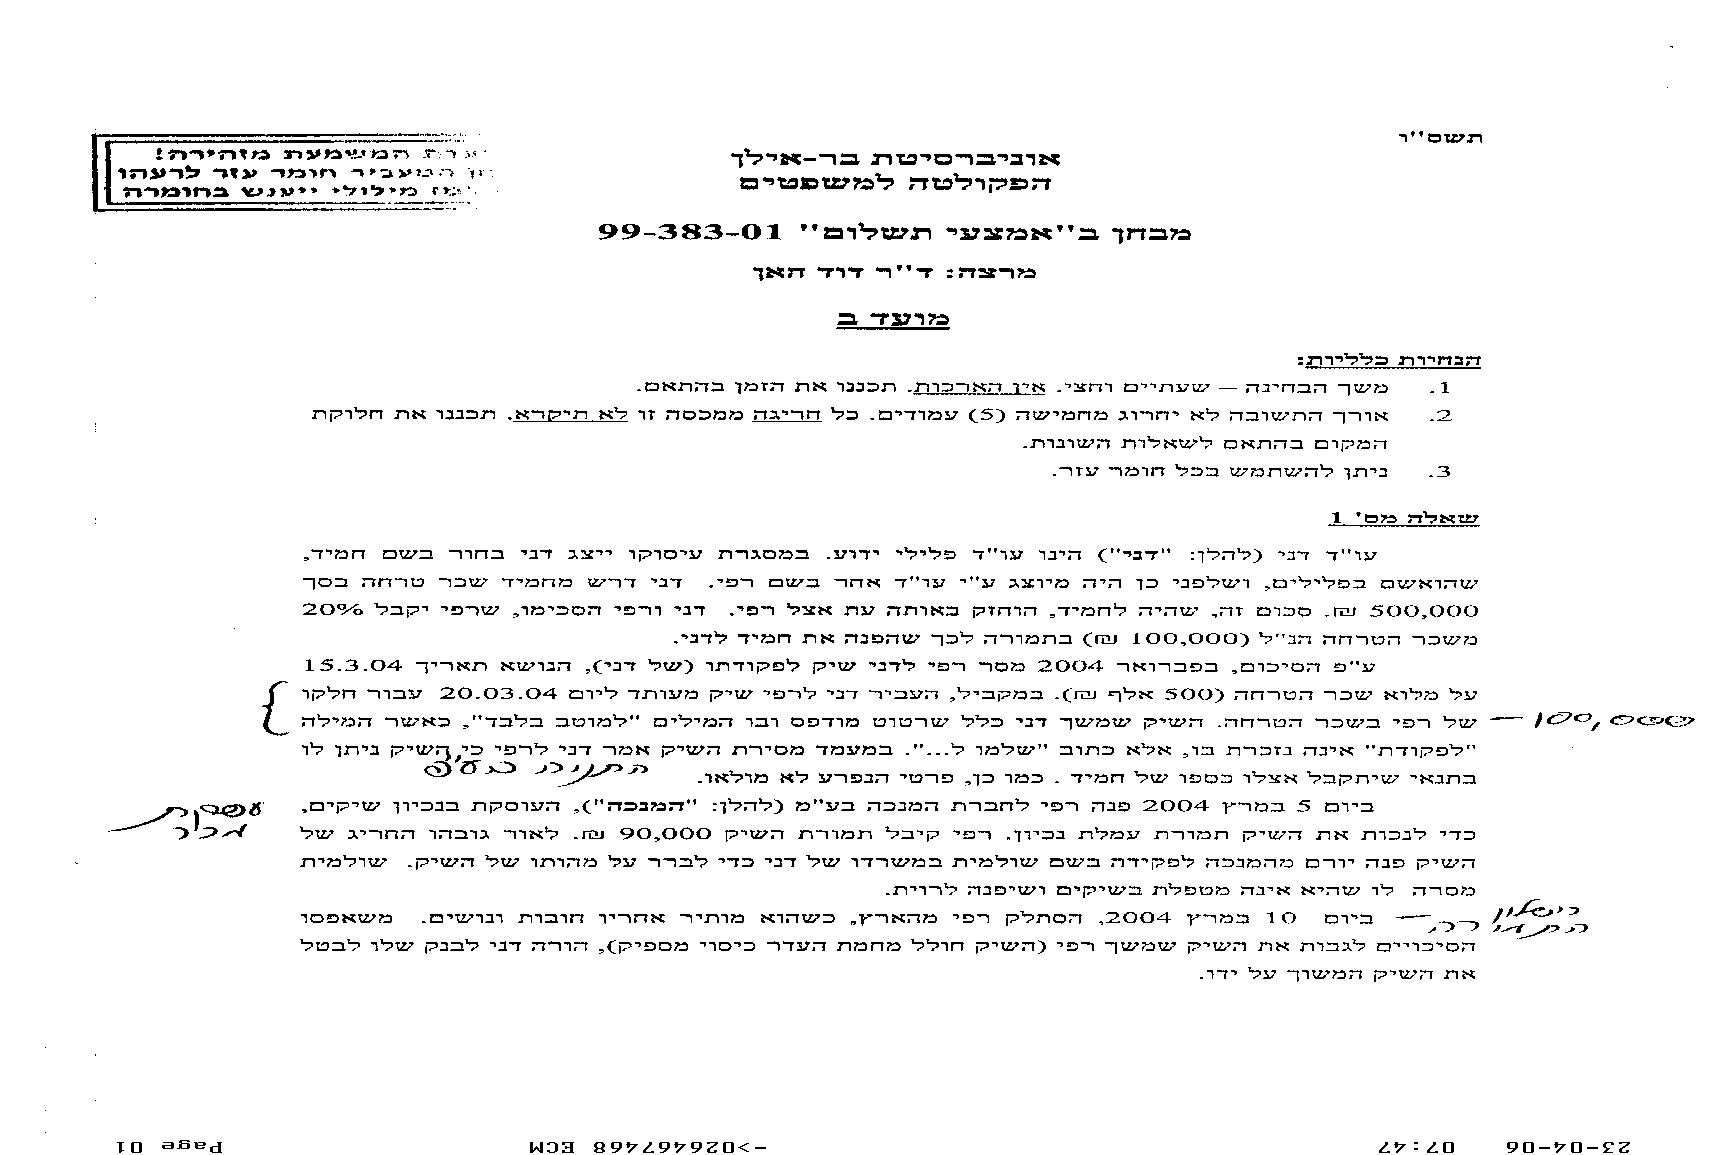 תשס"ו
ערת המשמעת מזהירה!
המעביר חומר עזר לרעהו
מילולי ייענש בחומרה
אוניברסיטת בר-אילן
הפקולטה למשפטים
מבחן ב"אמצעי תשלום" 99-383-01
מרצה: ד"ר דוד האן
מועד ב
הנחיות כלליות:
1. משך הבחינה – שעתיים וחצי. אין הארכות. תכננו את הזמן בהתאם.
2. אורך התשובה לא יחרוג מחמישה (5) עמודים. כל חריגה ממכסה זו לא תיקרא. תכננו את חלוקת
המקום בהתאם לשאלות השונות.
3. ניתן להשתמש בכל חומר עזר.
שאלה מס' 1
עו"ד דני (להלן: "דני") הינו עו"ד פלילי ידוע. במסגרת עיסוקו ייצג דני בחור בשם חמיד,
שהואשם בפלילים, ושלפני כן היה מיוצג ע"י עו"ד אחר בשם רפי. דני דרש מחמיד שכר טרחה בסך
500,000 ₪. סכום זה, שהיה לחמיד, הוחזק באותה עת אצל רפי. דני ורפי הסכימו, שרפי יקבל 20%
משכר הטרחה הנ"ל (100,000 ₪) בתמורה לכך שהפנה את חמיד לדני.
ע"פ הסיכום, בפברואר 2004 מסר רפי לדני שיק לפקודתו (של דני), הנושא תאריך 15.3.04
על מלוא שכר הטרחה (500 אלף ₪). במקביל, העביר דני לרפי שיק מעותד ליום 20.03.04 עבור חלקו
של רפי בשכר הטרחה. השיק שמשך דני כלל שרטוט מודפס ובו המילים "למוטב בלבד", כאשר המילה – 100,000
"לפקודת" אינה נזכרת בו, אלא כתוב "שלמו ל...". במעמד מסירת השיק אמר דני לרפי כי השיק ניתן לו
בתנאי שיתקבל אצלו כספו של חמיד . כמו כן, פרטי הנפרע לא מולאו. התניה בע"פ
ביום 5 במרץ 2004 פנה רפי לחברת המנכה בע"מ (להלן: "המנכה"), העוסקת בנכיון שיקים, עסקת
כדי לנכות את השיק תמורת עמלת נכיון. רפי קיבל תמורת השיק 90,000 ₪. לאור גובהו החריג של מכר
השיק פנה יורם מהמנכה לפקידה בשם שולמית במשרדו של דני כדי לברר על מהותו של השיק. שולמית
מסרה לו שהיא אינה מטפלת בשיקים ושיפנה לרוית.
כישלון
ביום 10 במרץ 2004, הסתלק רפי מהארץ, כשהוא מותיר אחריו חובות ונושים. משאפסו
הסיכויים לגבות את השיק שמשך רפי (השיק חולל מחמת העדר כיסוי מספיק), הורה דני לבנק שלו לבטל
את השיק המשוך על ידו.
23-04-06 07:47 ->026467468 ECM Page 01